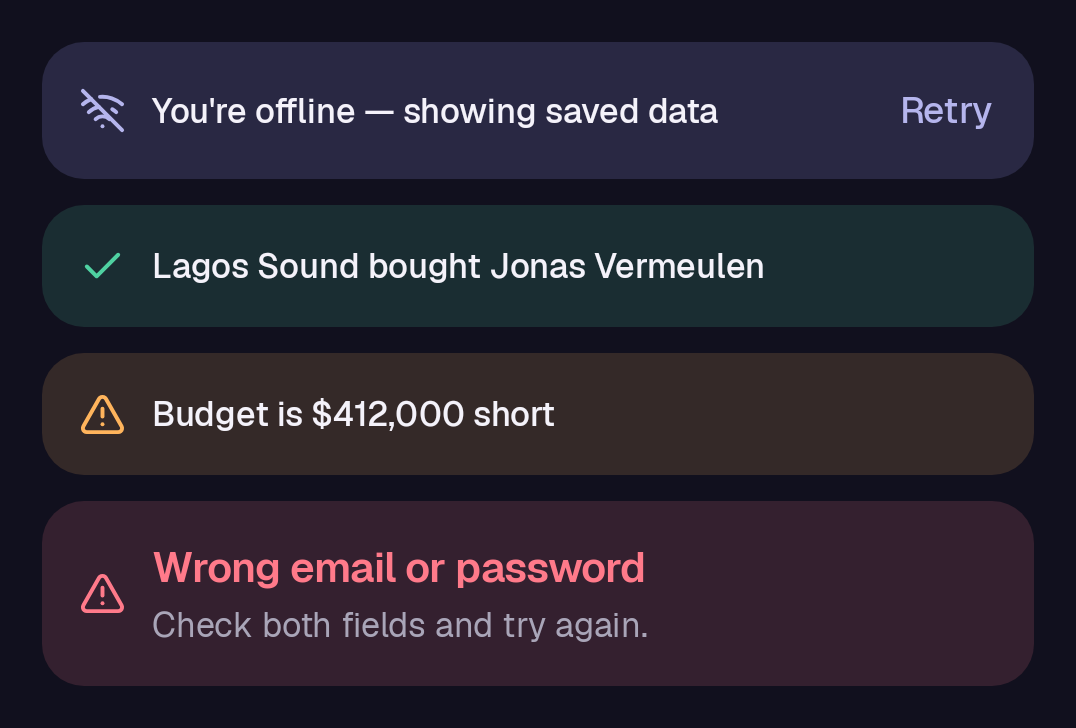 You're offline — showing saved data
Retry
Lagos Sound bought Jonas Vermeulen
Budget is $412,000 short
Wrong email or password
Check both fields and try again.